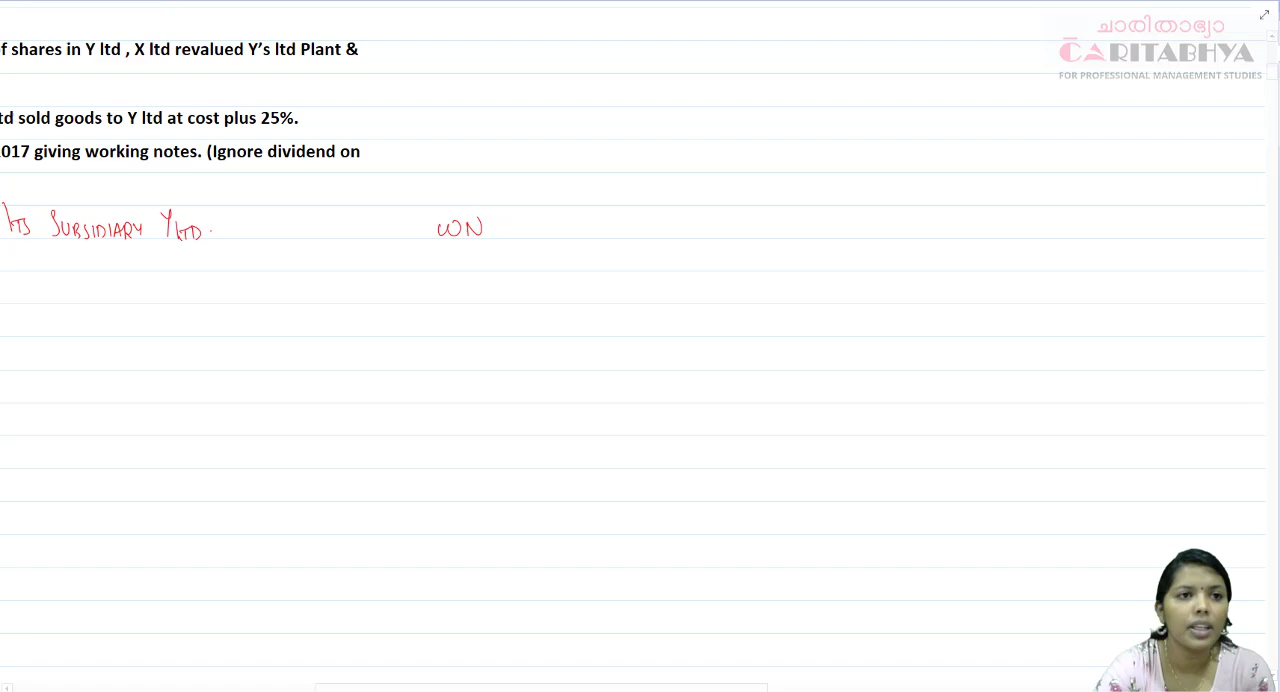 ചാരിതാഭ്യാ
CARITABHYA
FOR PROFESSIONAL MANAGEMENT STUDIES
f shares in Y ltd , X ltd revalued Y's ltd Plant &
td sold goods to Y ltd at cost plus 25%.
017 giving working notes. (Ignore dividend on
ITS SUBSIDIARY Y LTD. WN